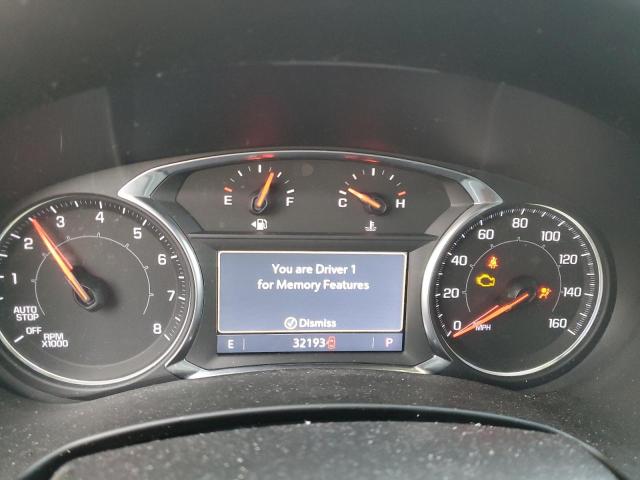 E F
C H
1 2 3 4 5 6 7 8
AUTO
STOP
OFF
RPM
X1000
You are Driver 1
for Memory Features
Dismiss
E 32193 P
0 20 40 60 80 100 120 140 160
MPH